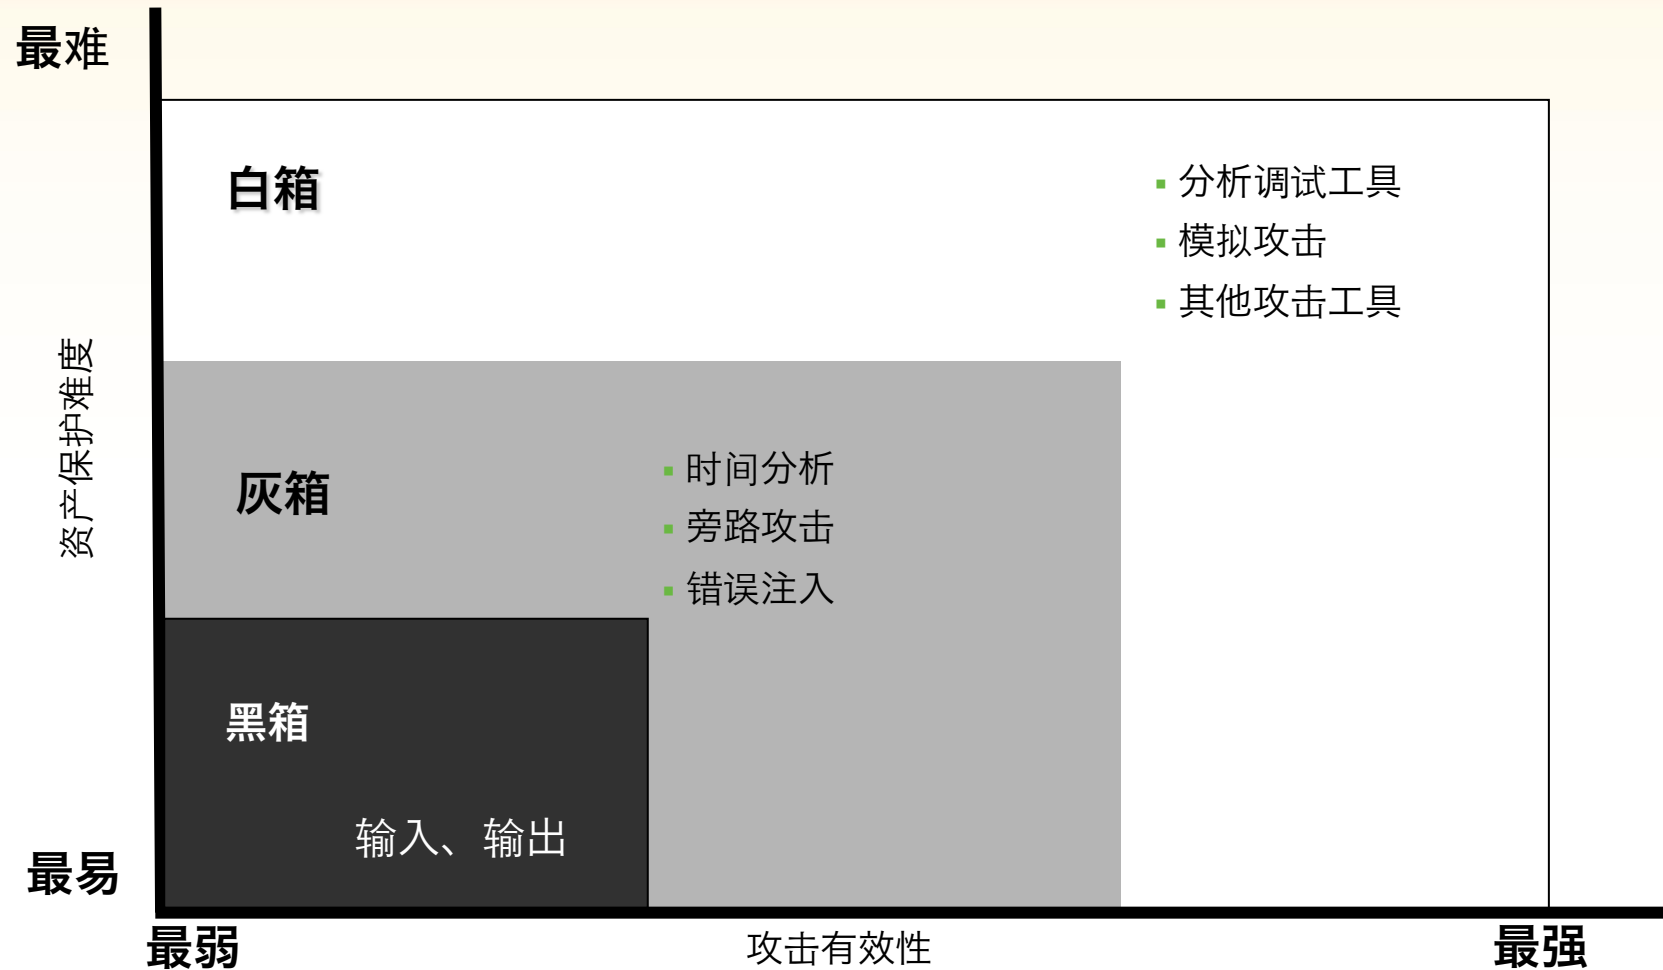 最难
白箱
分析调试工具
模拟攻击
其他攻击工具
资产保护难度
灰箱
时间分析
旁路攻击
错误注入
黑箱
输入、输出
最易
最弱
攻击有效性
最强